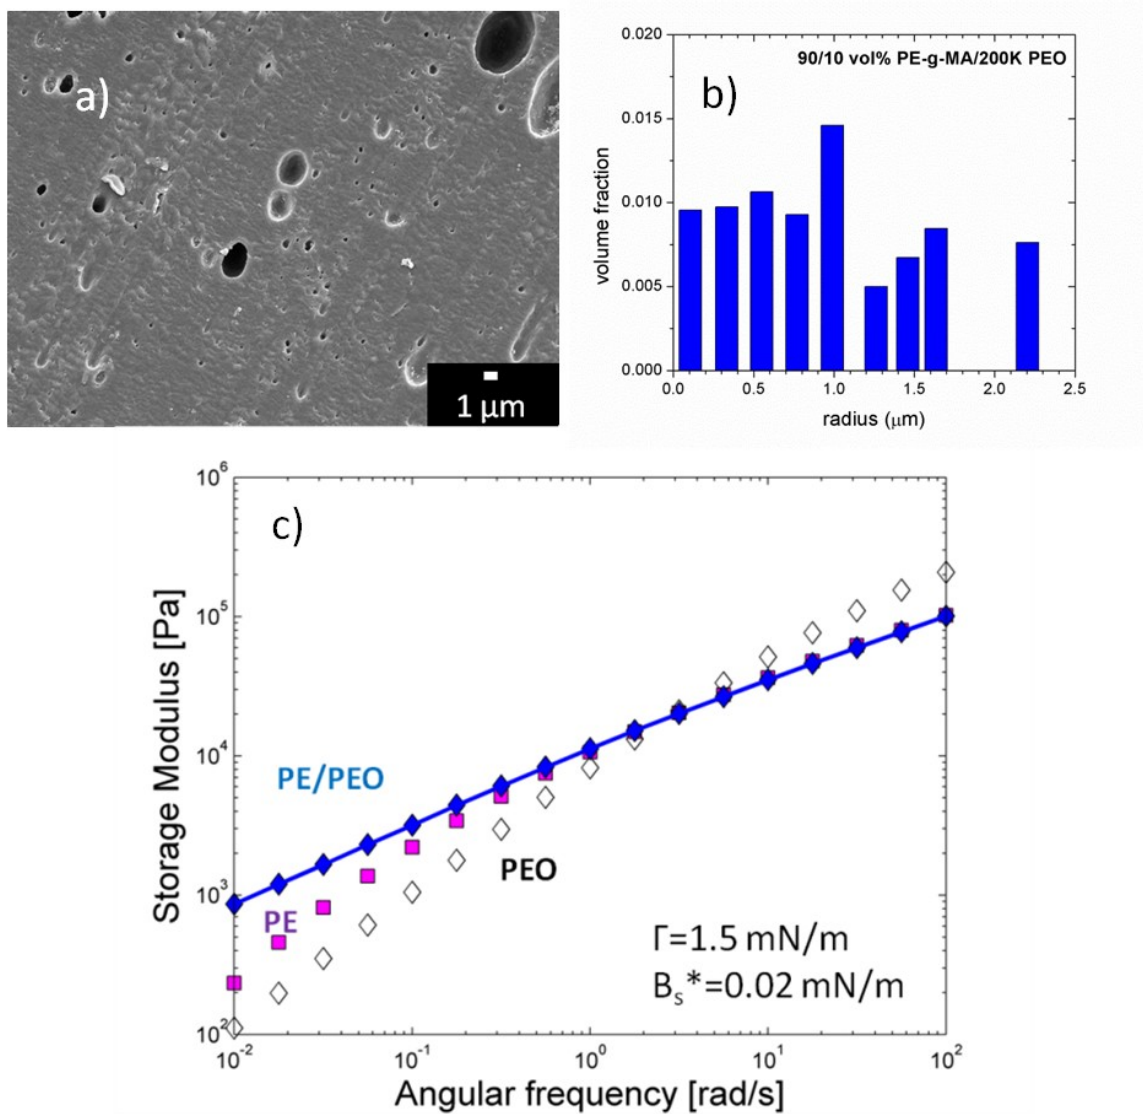 a)
1 μm
0.020
0.015
0.010
0.005
0.000
volume fraction
90/10 vol% PE-g-MA/200K PEO
b)
0.0 0.5 1.0 1.5 2.0 2.5
radius (μm)
c)
10⁶
10⁵
10⁴
10³
10²
Storage Modulus [Pa]
PE/PEO
PE
PEO
Γ=1.5 mN/m
Bₛ*=0.02 mN/m
10⁻² 10⁻¹ 10⁰ 10¹ 10²
Angular frequency [rad/s]